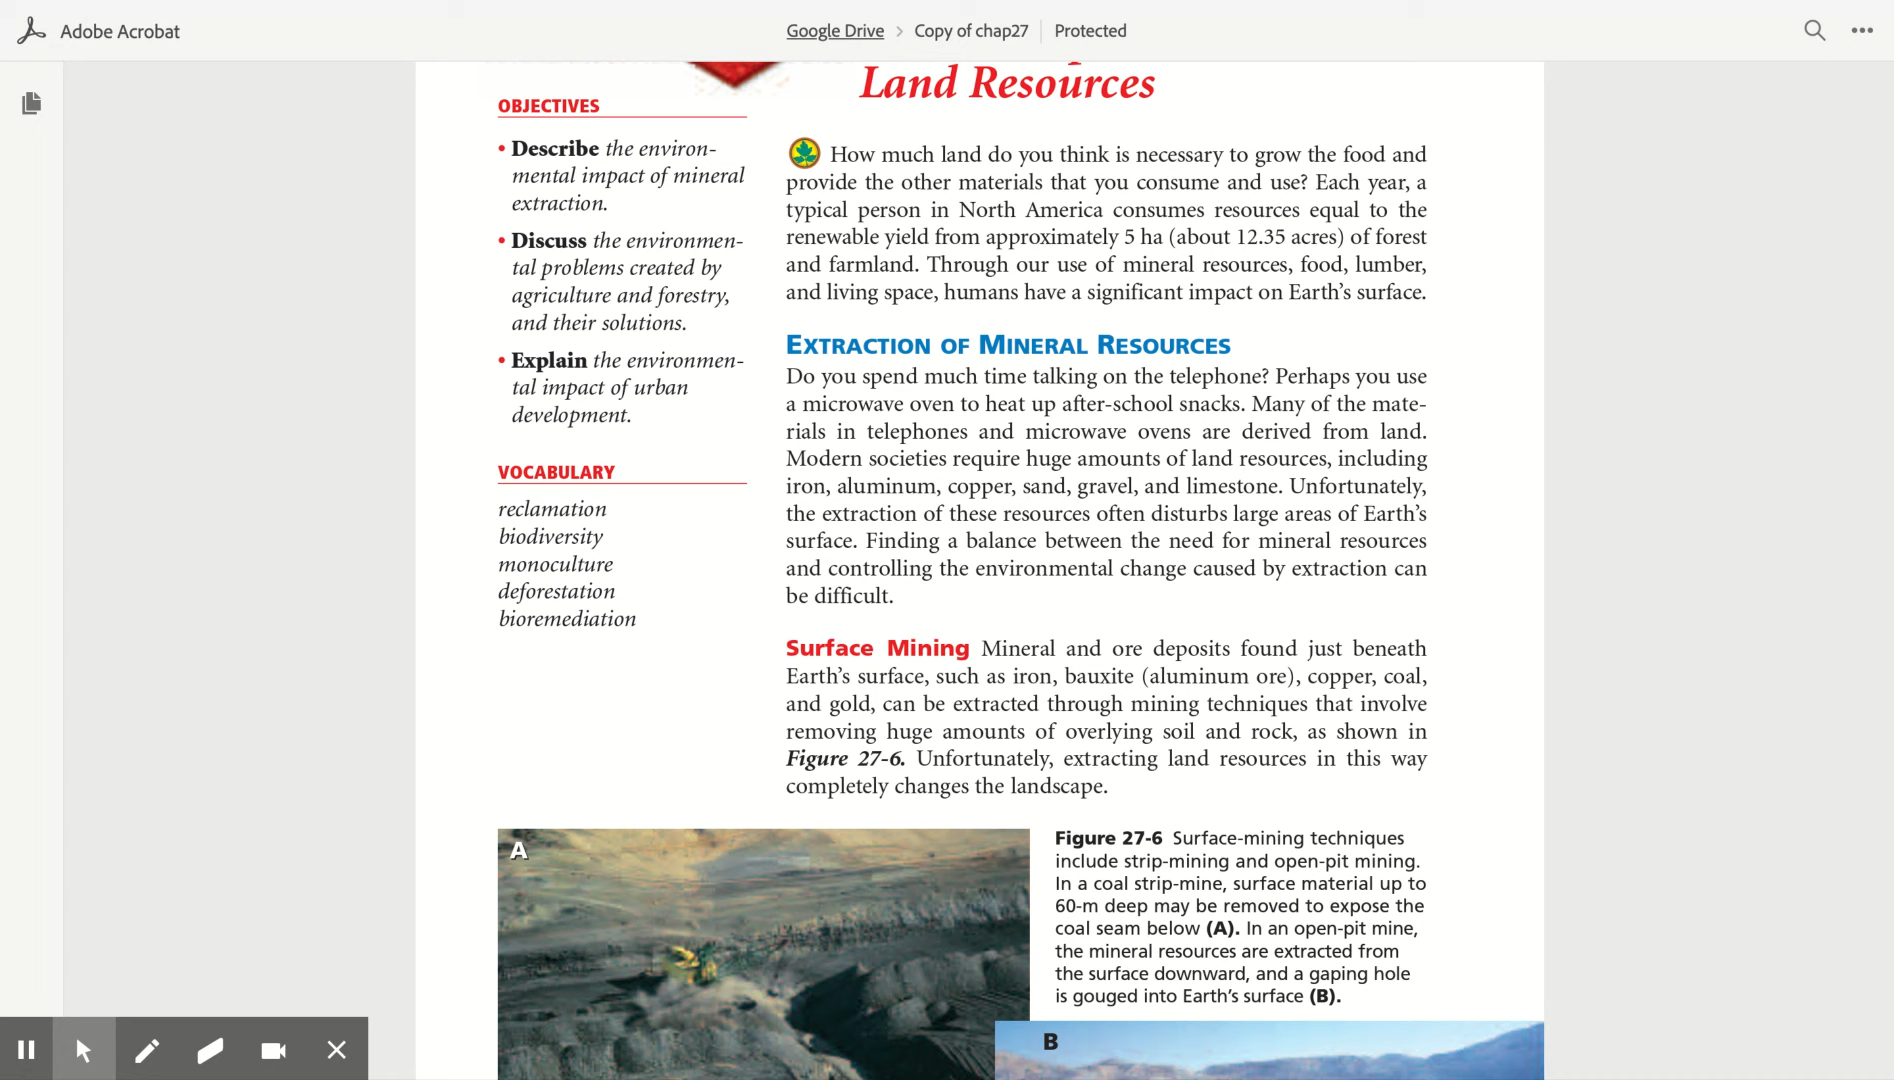 Adobe Acrobat
Google Drive > Copy of chap27 | Protected
Land Resources
OBJECTIVES
• Describe the environ-
mental impact of mineral
extraction.
• Discuss the environmen-
tal problems created by
agriculture and forestry,
and their solutions.
• Explain the environmen-
tal impact of urban
development.
VOCABULARY
reclamation
biodiversity
monoculture
deforestation
bioremediation
How much land do you think is necessary to grow the food and
provide the other materials that you consume and use? Each year, a
typical person in North America consumes resources equal to the
renewable yield from approximately 5 ha (about 12.35 acres) of forest
and farmland. Through our use of mineral resources, food, lumber,
and living space, humans have a significant impact on Earth's surface.
EXTRACTION OF MINERAL RESOURCES
Do you spend much time talking on the telephone? Perhaps you use
a microwave oven to heat up after-school snacks. Many of the mate-
rials in telephones and microwave ovens are derived from land.
Modern societies require huge amounts of land resources, including
iron, aluminum, copper, sand, gravel, and limestone. Unfortunately,
the extraction of these resources often disturbs large areas of Earth's
surface. Finding a balance between the need for mineral resources
and controlling the environmental change caused by extraction can
be difficult.
Surface Mining Mineral and ore deposits found just beneath
Earth's surface, such as iron, bauxite (aluminum ore), copper, coal,
and gold, can be extracted through mining techniques that involve
removing huge amounts of overlying soil and rock, as shown in
Figure 27-6. Unfortunately, extracting land resources in this way
completely changes the landscape.
A
Figure 27-6 Surface-mining techniques
include strip-mining and open-pit mining.
In a coal strip-mine, surface material up to
60-m deep may be removed to expose the
coal seam below (A). In an open-pit mine,
the mineral resources are extracted from
the surface downward, and a gaping hole
is gouged into Earth's surface (B).
B